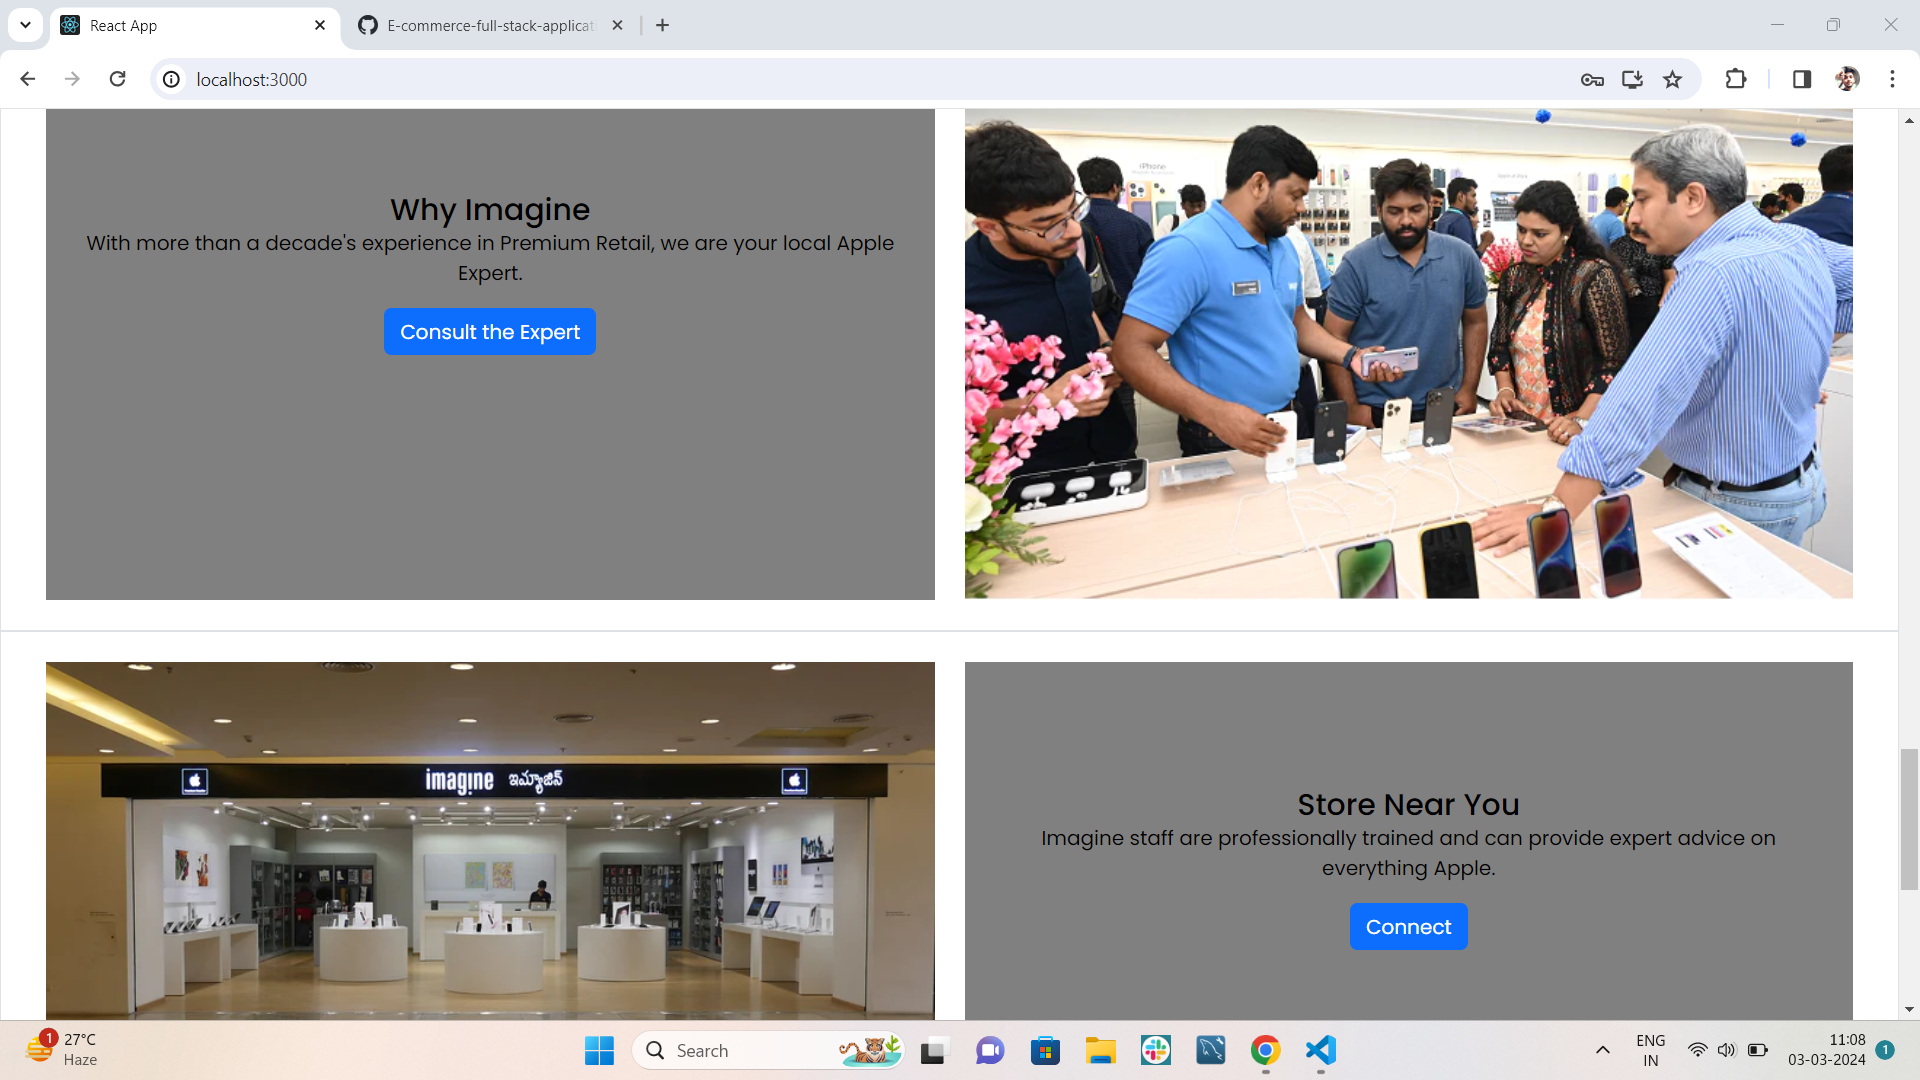 React App
E-commerce-full-stack-applicat
localhost:3000
Why Imagine
With more than a decade's experience in Premium Retail, we are your local Apple
Expert.
Consult the Expert
iPhone
imagine ఇమ్యాజిన్
Store Near You
Imagine staff are professionally trained and can provide expert advice on
everything Apple.
Connect
1
27°C
Haze
Search
ENG
IN
11:08
03-03-2024
1